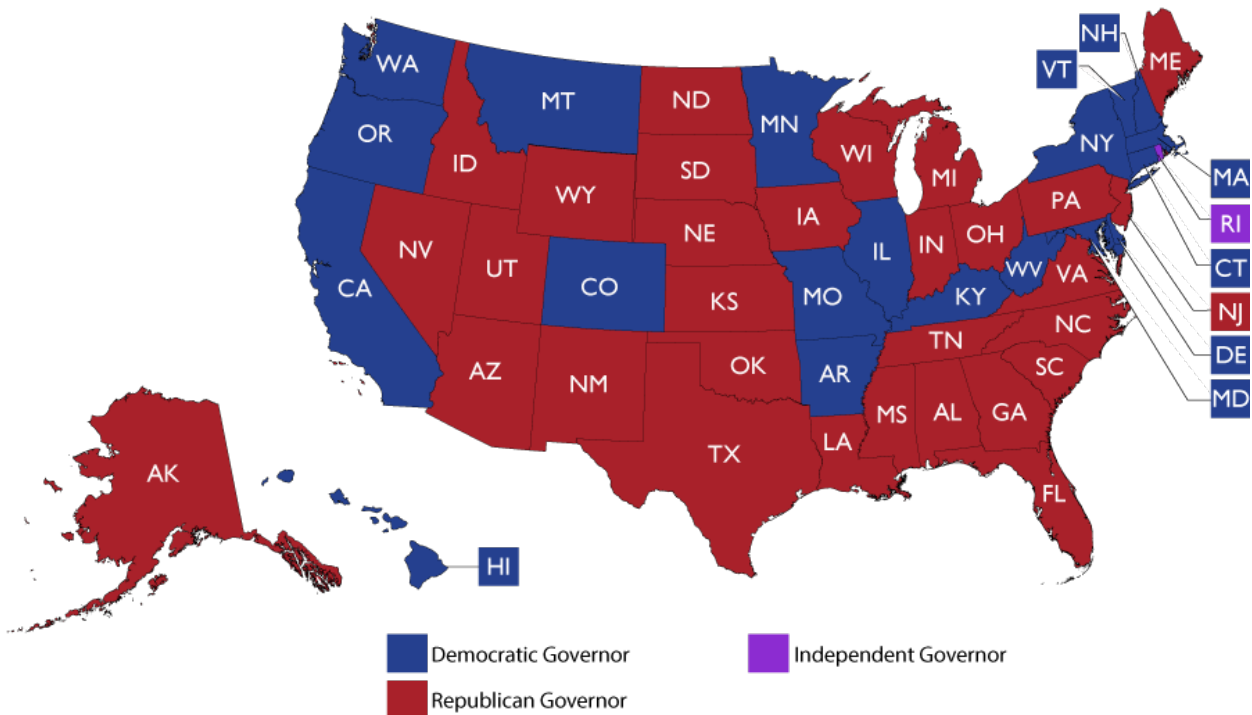 NH
VT
ME
WA
MT
ND
MN
OR
NY
WI
ID
SD
MI
MA
WY
PA
IA
RI
NE
OH
NV
IN
IL
UT
CT
WV
VA
CO
CA
MO
KY
KS
NJ
NC
TN
DE
OK
SC
AZ
AR
NM
MD
MS
AL
GA
LA
TX
AK
FL
HI
Democratic Governor
Independent Governor
Republican Governor